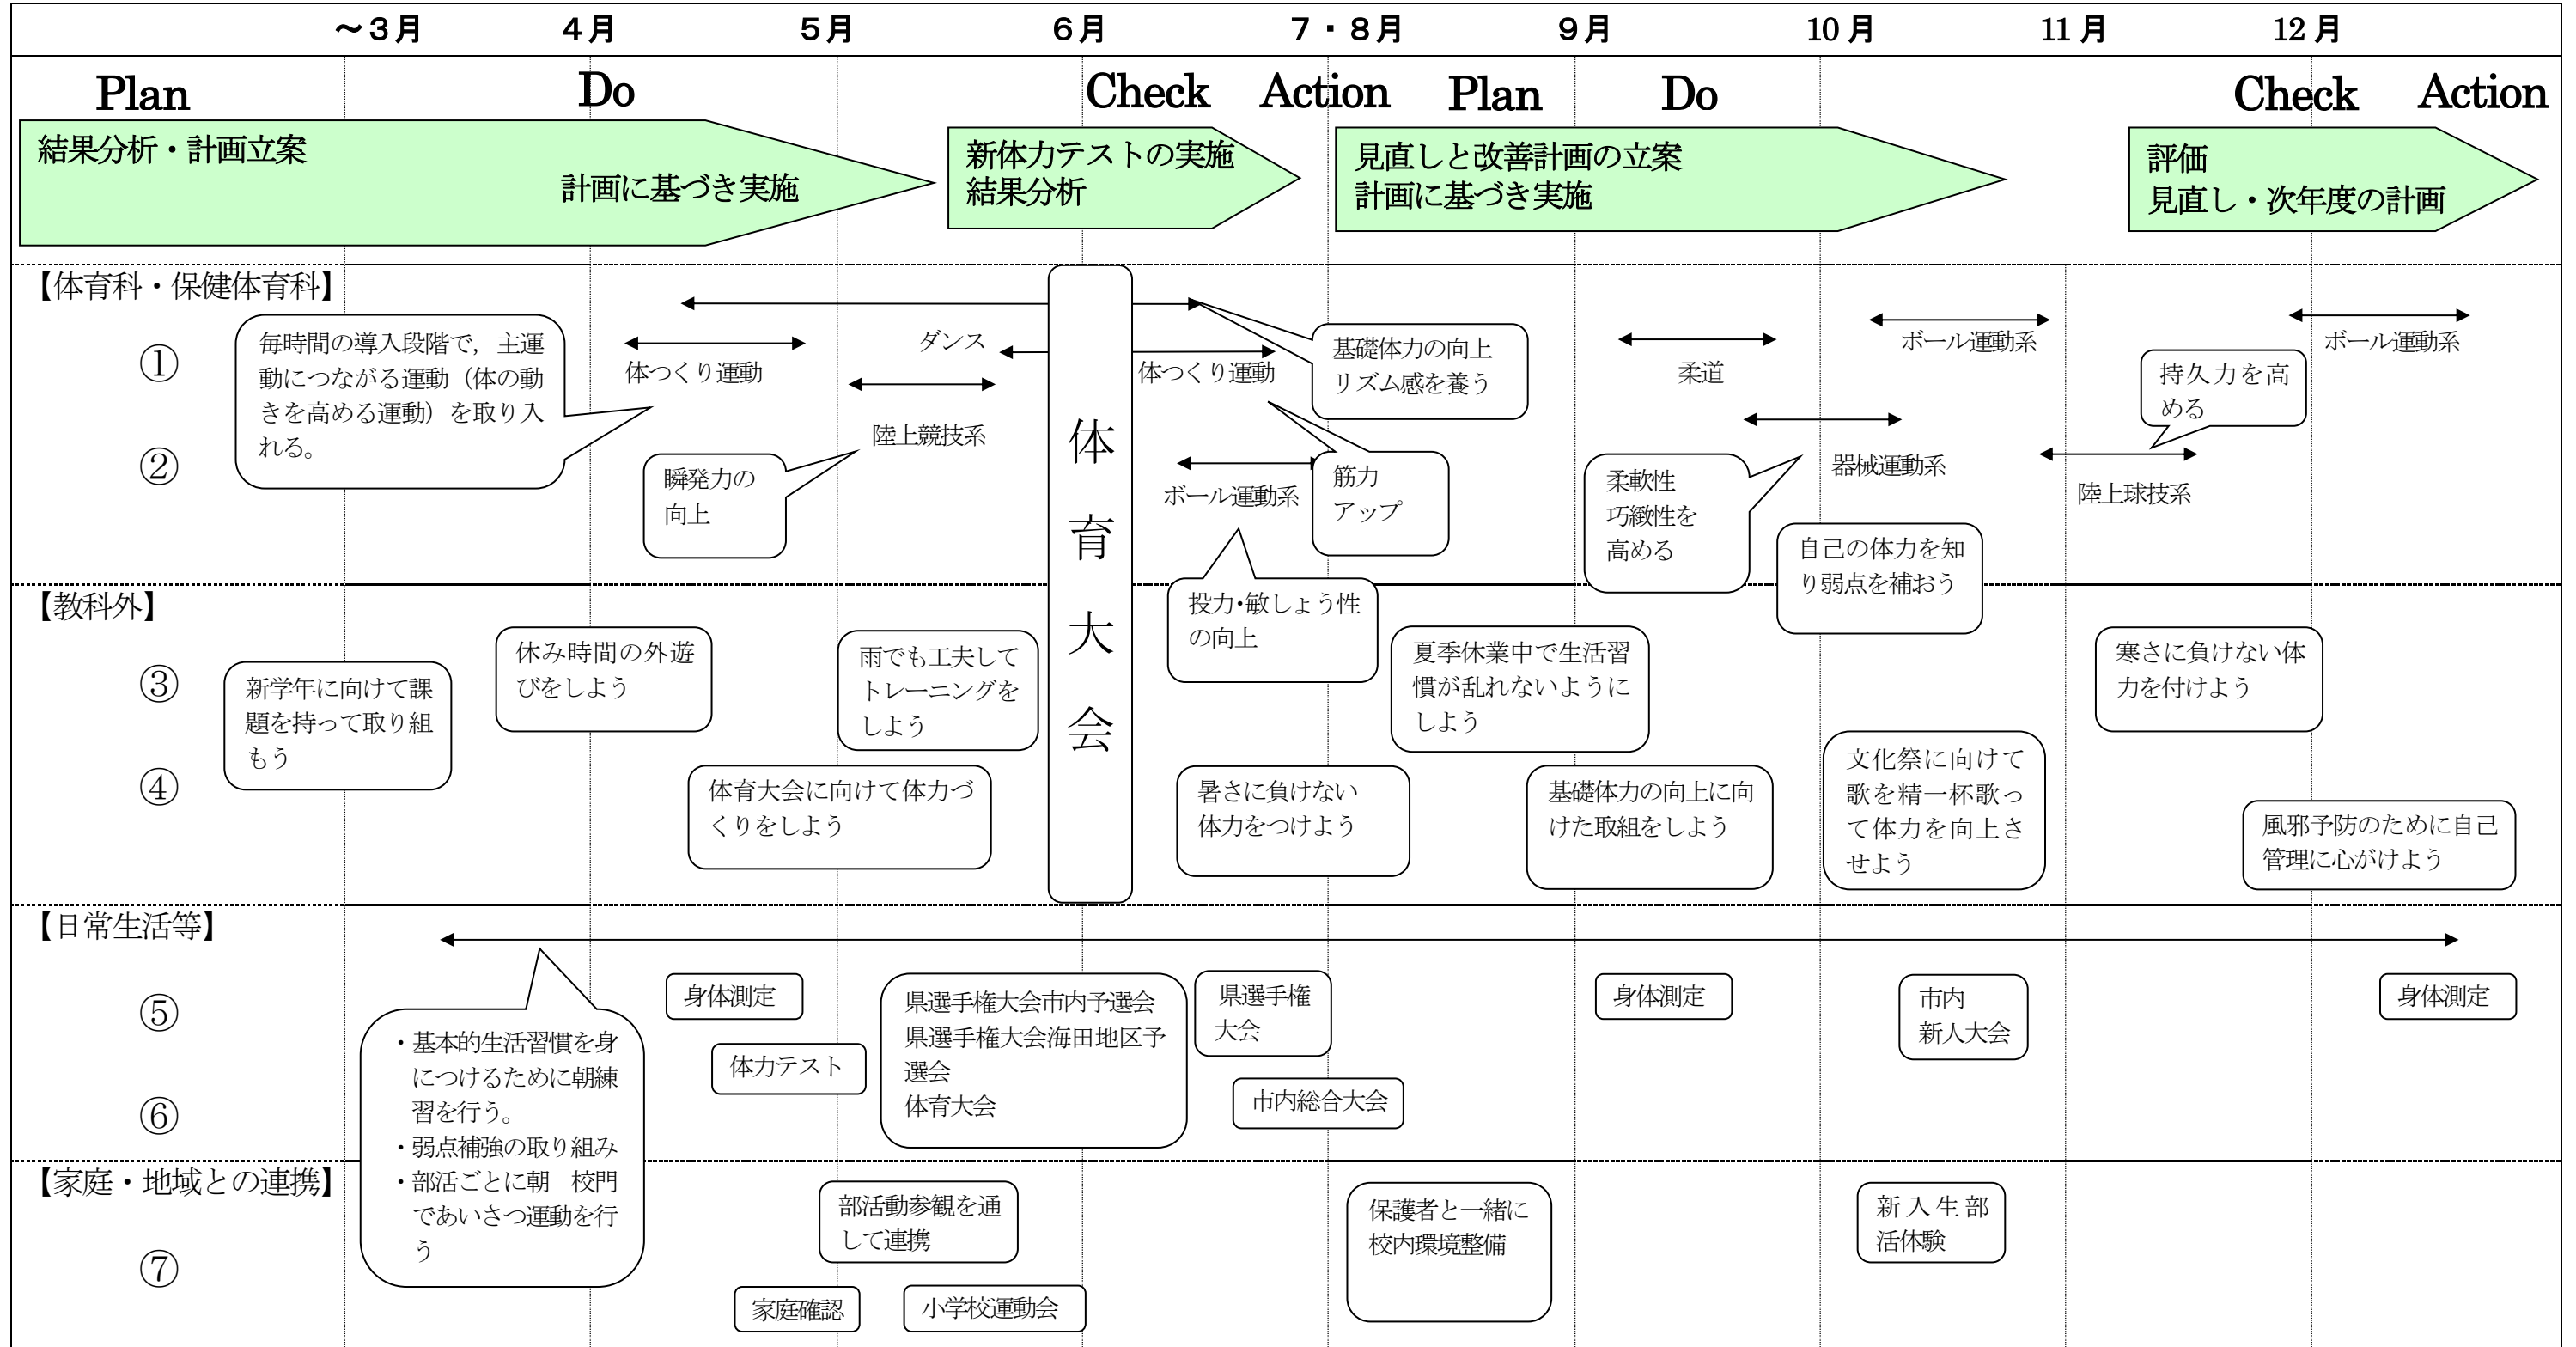 ～３月
４月
５月
６月
７・８月
９月
10 月
11 月
12 月
Plan
Do
Check
Action
Plan
Do
Check
Action
結果分析・計画立案
計画に基づき実施
新体力テストの実施
結果分析
見直しと改善計画の立案
計画に基づき実施
評価
見直し・次年度の計画
【体育科・保健体育科】
①
②
毎時間の導入段階で，主運
動につながる運動（体の動
きを高める運動）を取り入
れる。
体つくり運動
ダンス
陸上競技系
瞬発力の
向上
体育大会
体つくり運動
ボール運動系
基礎体力の向上
リズム感を養う
筋力
アップ
投力・敏しょう性
の向上
柔道
ボール運動系
器械運動系
柔軟性
巧緻性を
高める
自己の体力を知
り弱点を補おう
持久力を高
める
陸上球技系
ボール運動系
【教科外】
③
④
新学年に向けて課
題を持って取り組
もう
休み時間の外遊
びをしよう
雨でも工夫して
トレーニングを
しよう
体育大会に向けて体力づ
くりをしよう
暑さに負けない
体力をつけよう
夏季休業中で生活習
慣が乱れないように
しよう
基礎体力の向上に向
けた取組をしよう
文化祭に向けて
歌を精一杯歌っ
て体力を向上さ
せよう
寒さに負けない体
力を付けよう
風邪予防のために自己
管理に心がけよう
【日常生活等】
⑤
⑥
・基本的生活習慣を身
につけるために朝練
習を行う。
・弱点補強の取り組み
・部活ごとに朝　校門
であいさつ運動を行
う
身体測定
体力テスト
県選手権大会市内予選会
県選手権大会海田地区予
選会
体育大会
県選手権
大会
市内総合大会
身体測定
市内
新人大会
身体測定
【家庭・地域との連携】
⑦
部活動参観を通
して連携
家庭確認
小学校運動会
保護者と一緒に
校内環境整備
新入生部
活体験